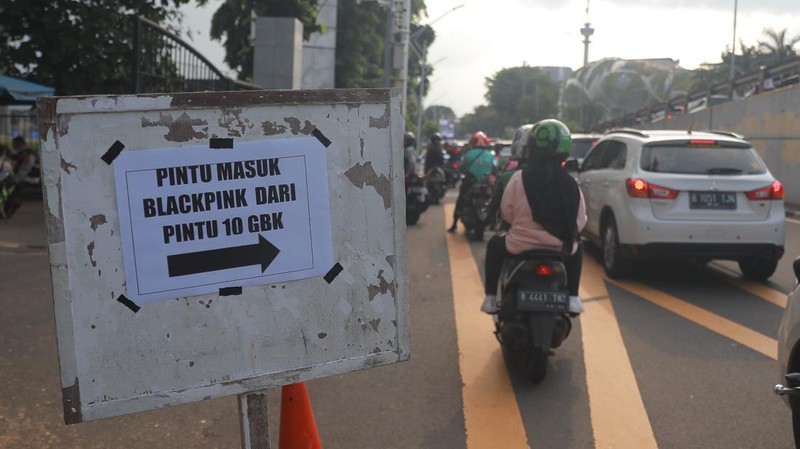 PINTU MASUK
BLACKPINK DARI
PINTU 10 GBK